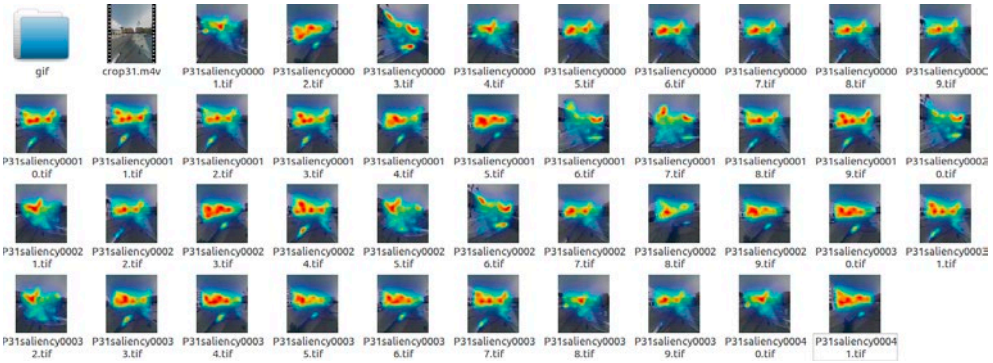 gif
crop31.m4v
P31saliency0000
1.tif
P31saliency0000
2.tif
P31saliency0000
3.tif
P31saliency0000
4.tif
P31saliency0000
5.tif
P31saliency0000
6.tif
P31saliency0000
7.tif
P31saliency0000
8.tif
P31saliency0000
9.tif
P31saliency0001
0.tif
P31saliency0001
1.tif
P31saliency0001
2.tif
P31saliency0001
3.tif
P31saliency0001
4.tif
P31saliency0001
5.tif
P31saliency0001
6.tif
P31saliency0001
7.tif
P31saliency0001
8.tif
P31saliency0001
9.tif
P31saliency0002
0.tif
P31saliency0002
1.tif
P31saliency0002
2.tif
P31saliency0002
3.tif
P31saliency0002
4.tif
P31saliency0002
5.tif
P31saliency0002
6.tif
P31saliency0002
7.tif
P31saliency0002
8.tif
P31saliency0002
9.tif
P31saliency0003
0.tif
P31saliency0003
1.tif
P31saliency0003
2.tif
P31saliency0003
3.tif
P31saliency0003
4.tif
P31saliency0003
5.tif
P31saliency0003
6.tif
P31saliency0003
7.tif
P31saliency0003
8.tif
P31saliency0003
9.tif
P31saliency0004
0.tif
P31saliency0004
1.tif